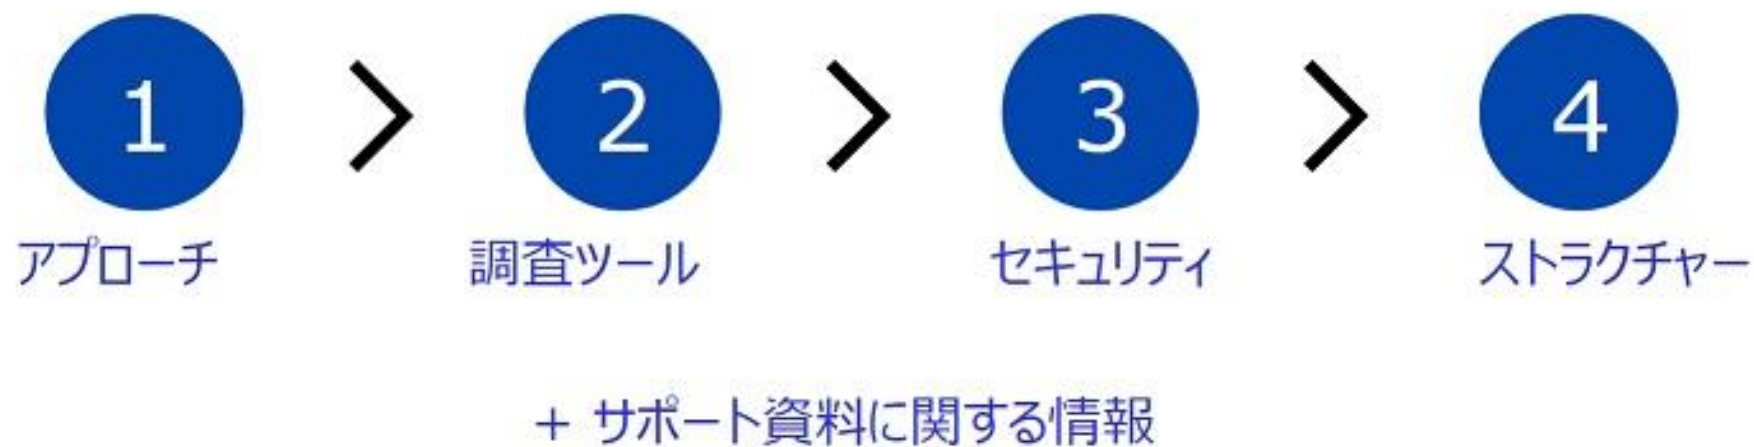 1 > 2 > 3 > 4
アプローチ 調査ツール セキュリティ ストラクチャー
+ サポート資料に関する情報